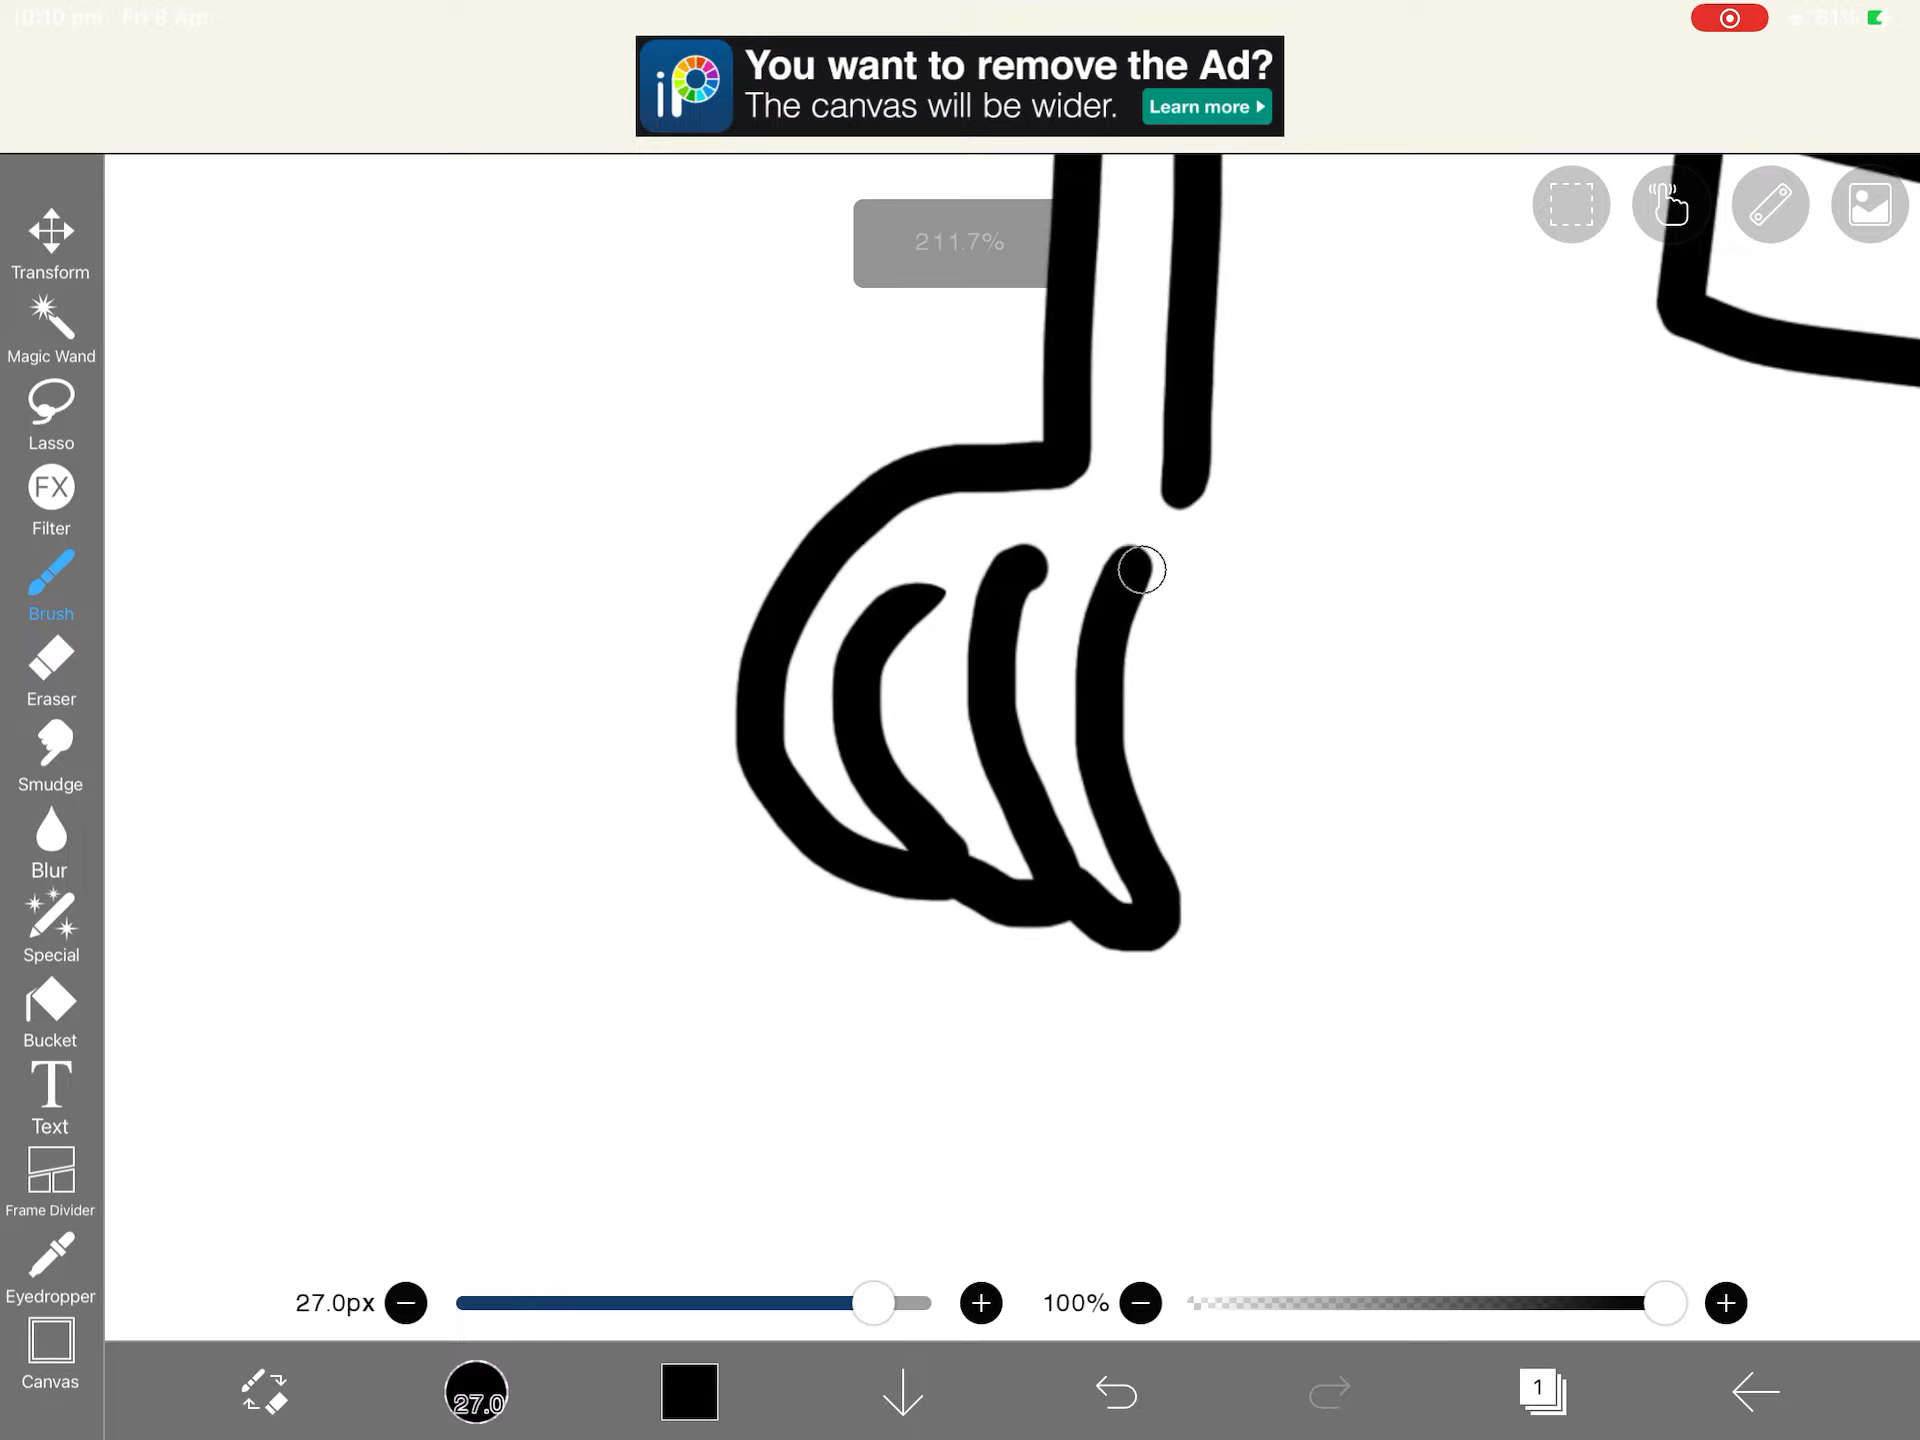 10:10 pm Fri 8 Apr
81%
iP
You want to remove the Ad?
The canvas will be wider.
Learn more
211.7%
Transform
Magic Wand
Lasso
FX
Filter
Brush
Eraser
Smudge
Blur
Special
Bucket
T
Text
Frame Divider
Eyedropper
Canvas
27.0px
100%
27.0
1